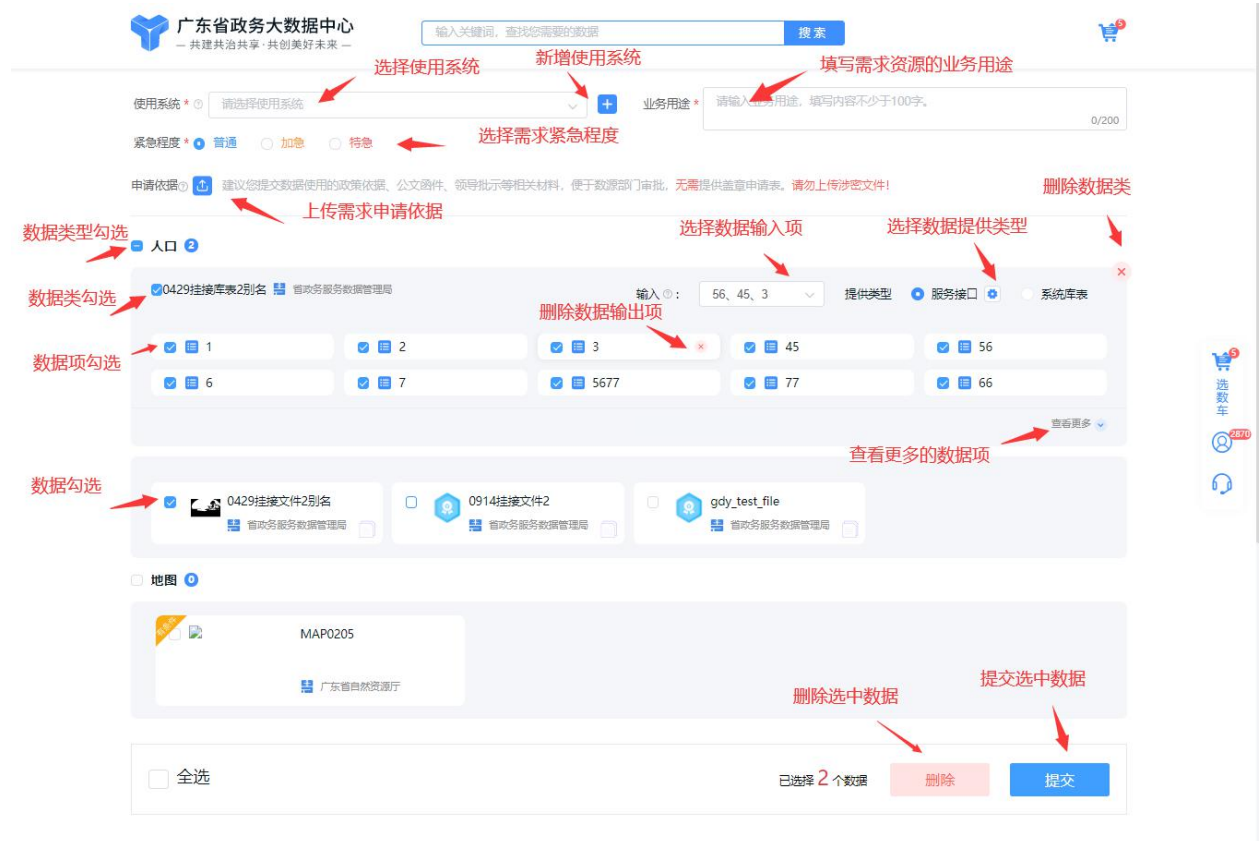 广东省政务大数据中心
— 共建共治共享·共创美好未来 —
输入关键词，查找您需要的数据
搜索
5
选择使用系统
新增使用系统
填写需求资源的业务用途
使用系统 *
请选择使用系统
业务用途 *
请输入业务用途，填写内容不少于100字。
0/200
紧急程度 * 普通 加急 特急
选择需求紧急程度
申请依据
建议您提交数据使用的政策依据、公文函件、领导批示等相关材料，便于数源部门审批，无需提供盖章申请表。请勿上传涉密文件！
上传需求申请依据
删除数据类
数据类型勾选
人口 2
选择数据输入项
选择数据提供类型
数据类勾选
0429挂接库表2别名 省政务服务数据管理局
输入 ： 56、45、3
提供类型 服务接口 系统库表
删除数据输出项
数据项勾选
1 2 3 45 56
6 7 5677 77 66
查看更多
查看更多的数据项
5
选数车
2870
数据勾选
0429挂接文件2别名
省政务服务数据管理局
0914挂接文件2
省政务服务数据管理局
gdy_test_file
省政务服务数据管理局
地图 0
MAP0205
广东省自然资源厅
删除选中数据
提交选中数据
全选
已选择 2 个数据
删除
提交